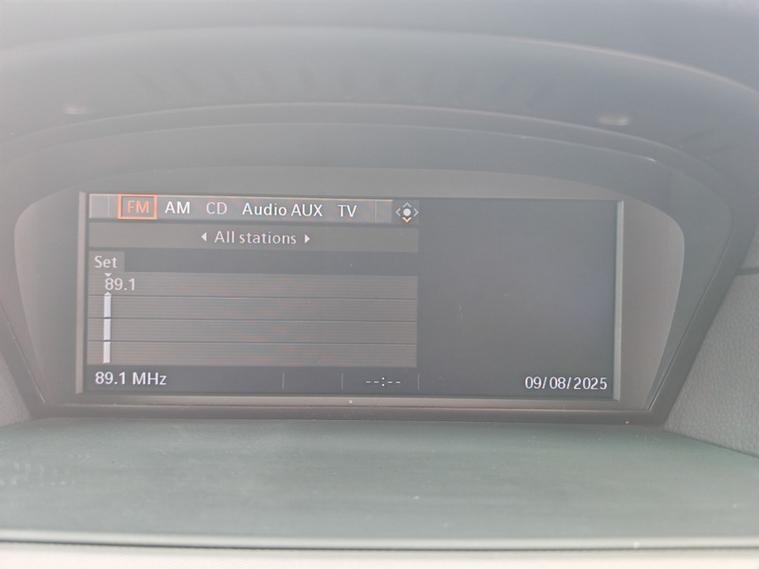 FM AM CD Audio AUX TV
All stations
Set
89.1
89.1 MHz --:-- 09/08/2025